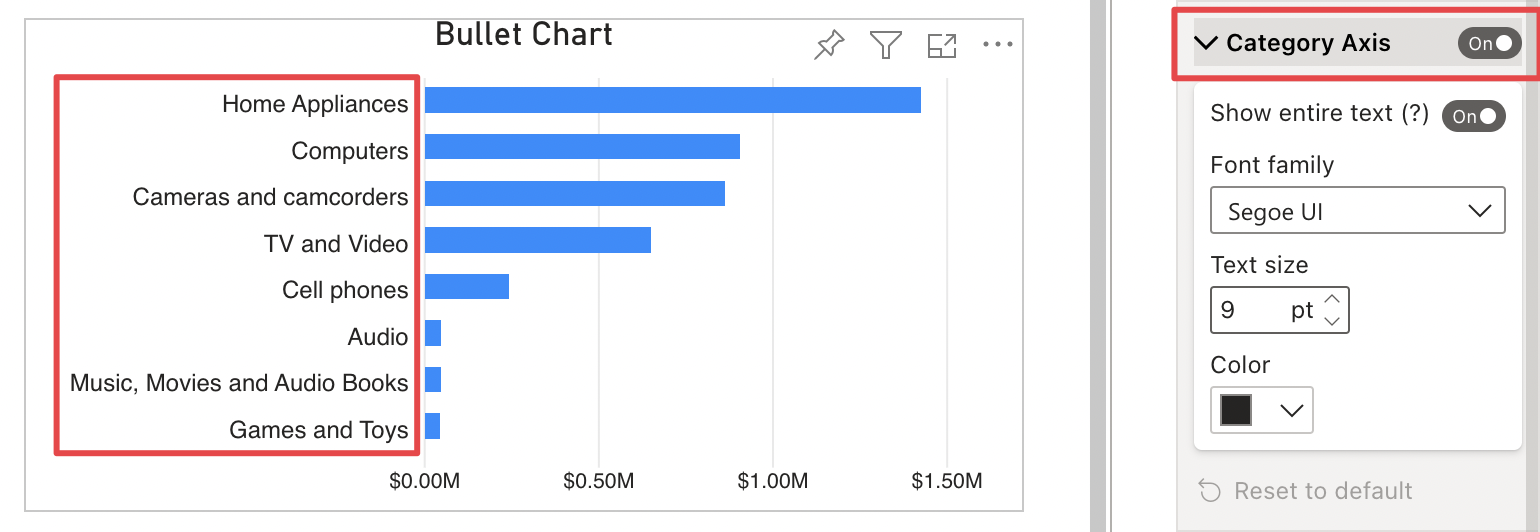 Bullet Chart
Home Appliances
Computers
Cameras and camcorders
TV and Video
Cell phones
Audio
Music, Movies and Audio Books
Games and Toys
$0.00M $0.50M $1.00M $1.50M
Category Axis On
Show entire text (?) On
Font family
Segoe UI
Text size
9 pt
Color
Reset to default